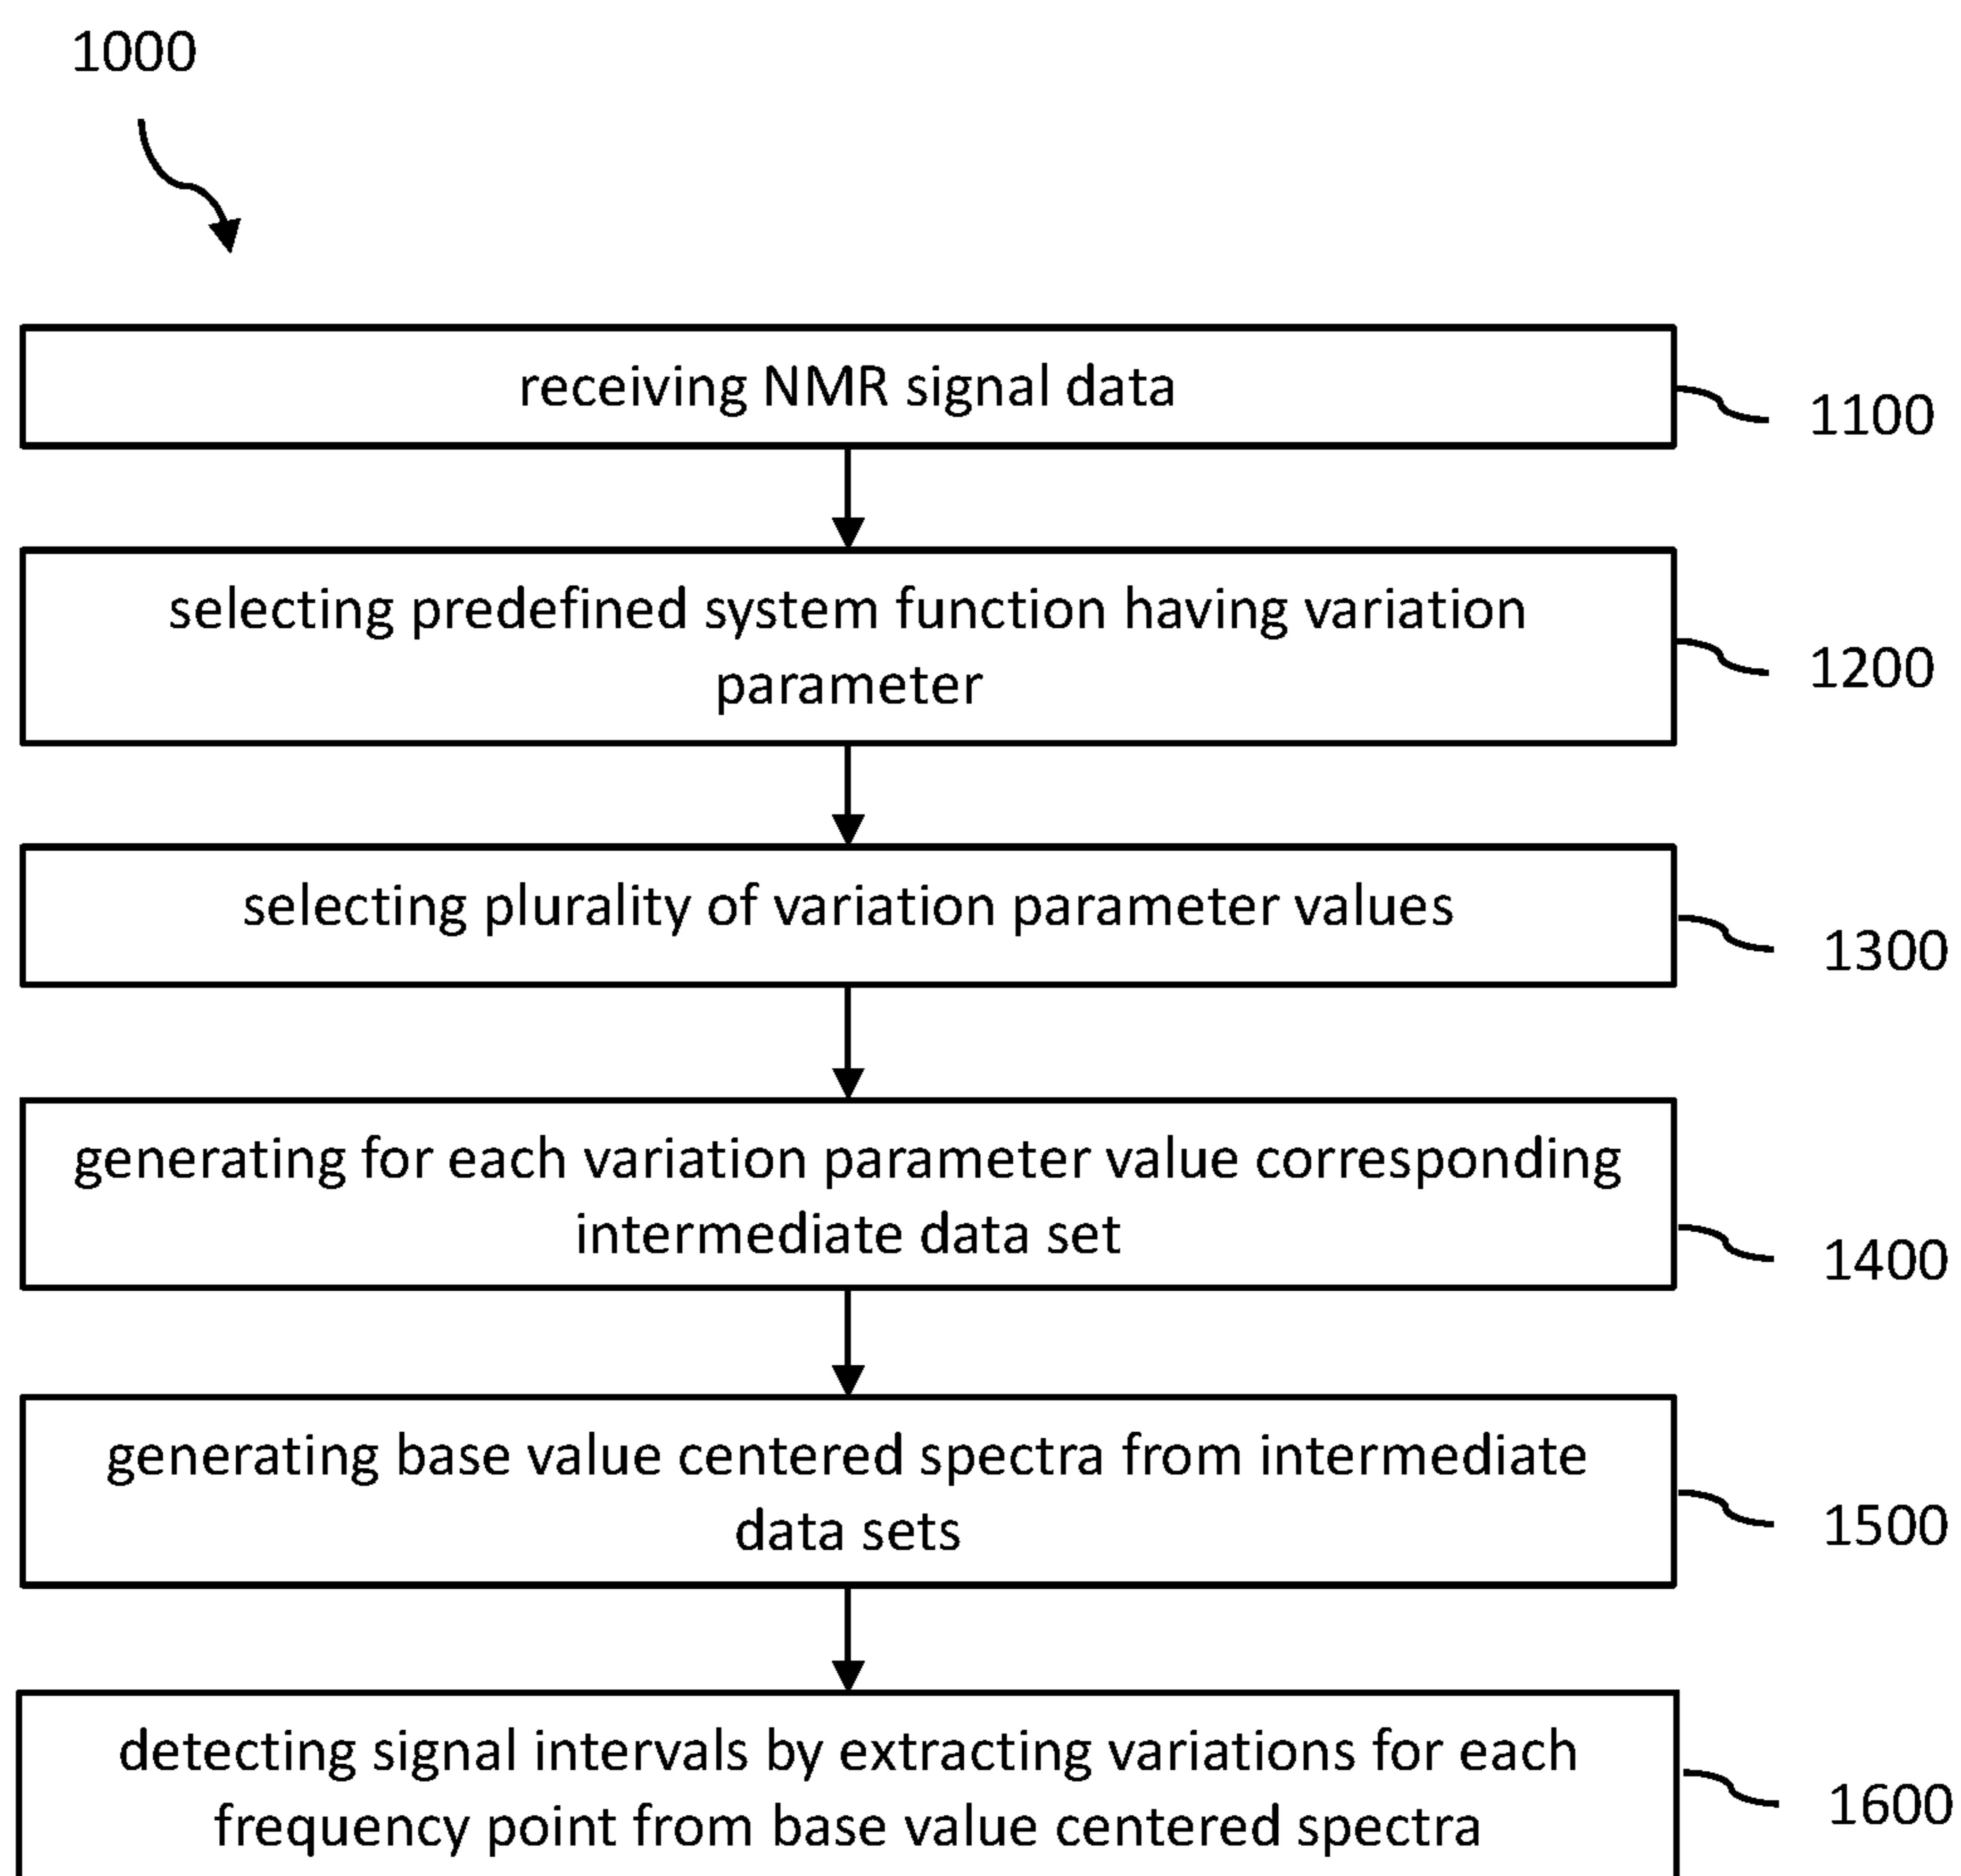 1000
receiving NMR signal data
1100
selecting predefined system function having variation
parameter
1200
selecting plurality of variation parameter values
1300
generating for each variation parameter value corresponding
intermediate data set
1400
generating base value centered spectra from intermediate
data sets
1500
detecting signal intervals by extracting variations for each
frequency point from base value centered spectra
1600